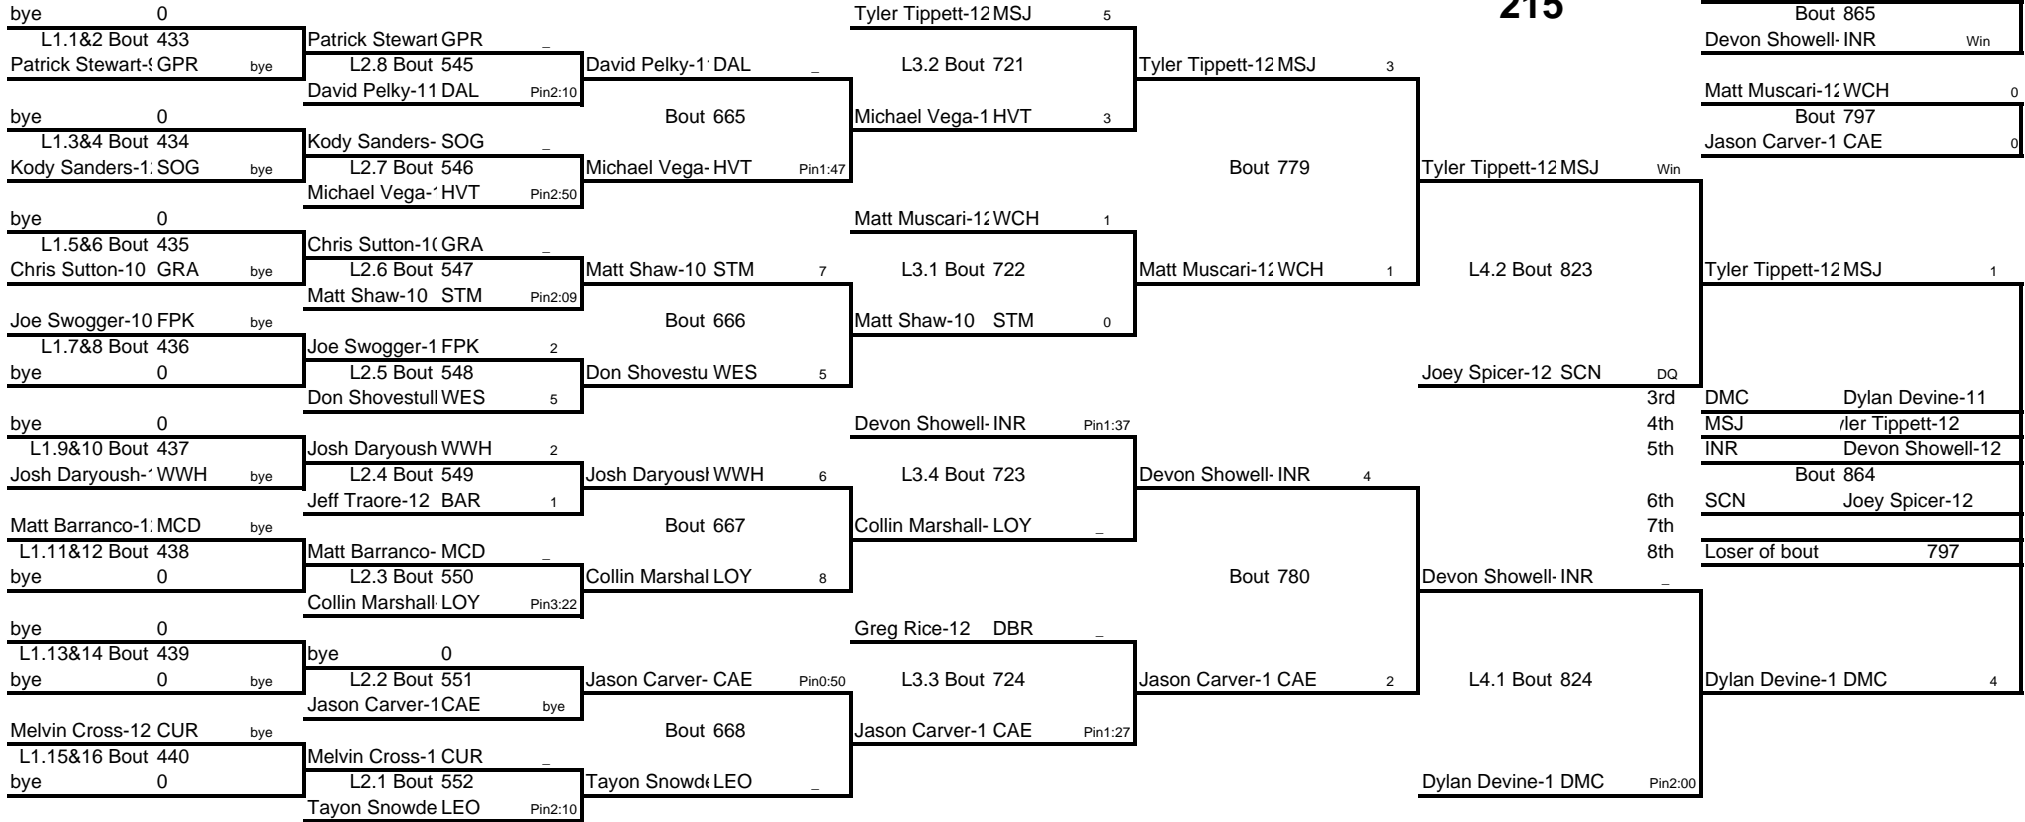 bye 0
L1.1&2 Bout 433
Patrick Stewart-9 GPR bye
bye 0
L1.3&4 Bout 434
Kody Sanders-1 SOG bye
bye 0
L1.5&6 Bout 435
Chris Sutton-10 GRA bye
Joe Swogger-10 FPK bye
L1.7&8 Bout 436
bye 0
bye 0
L1.9&10 Bout 437
Josh Daryoush- WWH bye
Matt Barranco-1 MCD bye
L1.11&12 Bout 438
bye 0
bye 0
L1.13&14 Bout 439
bye 0 bye
Melvin Cross-12 CUR bye
L1.15&16 Bout 440
bye 0
Patrick Stewart GPR _
L2.8 Bout 545
David Pelky-11 DAL Pin2:10
Kody Sanders- SOG _
L2.7 Bout 546
Michael Vega- HVT Pin2:50
Chris Sutton-10 GRA _
L2.6 Bout 547
Matt Shaw-10 STM Pin2:09
Joe Swogger-1 FPK 2
L2.5 Bout 548
Don Shovestull WES 5
Josh Daryoush WWH 2
L2.4 Bout 549
Jeff Traore-12 BAR 1
Matt Barranco- MCD _
L2.3 Bout 550
Collin Marshall LOY Pin3:22
bye 0
L2.2 Bout 551
Jason Carver-1 CAE bye
Melvin Cross-1 CUR _
L2.1 Bout 552
Tayon Snowde LEO Pin2:10
David Pelky-1 DAL _
Bout 665
Michael Vega- HVT Pin1:47
Matt Shaw-10 STM 7
Bout 666
Don Shovestu WES 5
Josh Daryoush WWH 6
Bout 667
Collin Marshal LOY 8
Jason Carver- CAE Pin0:50
Bout 668
Tayon Snowde LEO _
Tyler Tippett-12 MSJ 5
L3.2 Bout 721
Michael Vega-1 HVT 3
Matt Muscari-12 WCH 1
L3.1 Bout 722
Matt Shaw-10 STM 0
Devon Showell- INR Pin1:37
L3.4 Bout 723
Collin Marshall- LOY _
Greg Rice-12 DBR _
L3.3 Bout 724
Jason Carver-1 CAE Pin1:27
Tyler Tippett-12 MSJ 3
Bout 779
Matt Muscari-12 WCH 1
Devon Showell- INR 4
Bout 780
Jason Carver-1 CAE 2
215
Tyler Tippett-12 MSJ Win
L4.2 Bout 823
Joey Spicer-12 SCN DQ
Devon Showell- INR _
L4.1 Bout 824
Dylan Devine-1 DMC Pin2:00
Bout 865
Devon Showell- INR Win
Matt Muscari-12 WCH 0
Bout 797
Jason Carver-1 CAE 0
Tyler Tippett-12 MSJ 1
3rd DMC Dylan Devine-11
4th MSJ ler Tippett-12
5th INR Devon Showell-12
Bout 864
6th SCN Joey Spicer-12
7th
8th Loser of bout 797
Dylan Devine-1 DMC 4